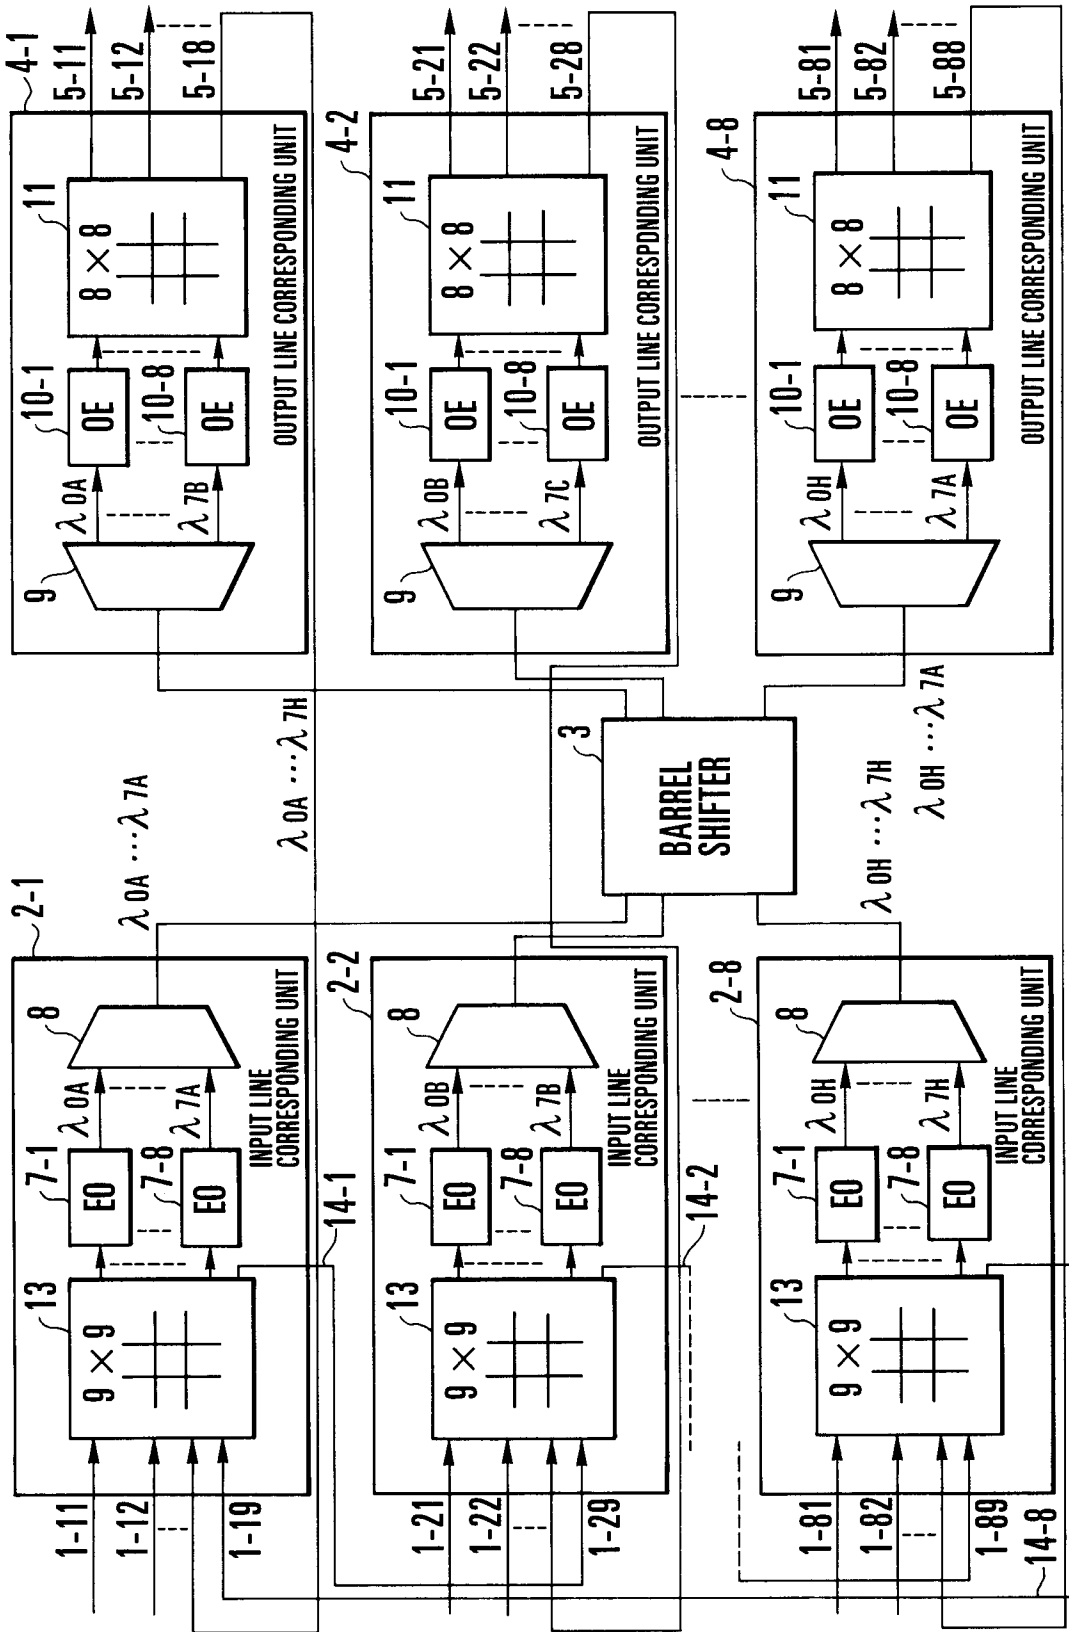 2-1
1-11
1-12
1-19
13
9 × 9
7-1
EO
7-8
EO
λ 0A
λ 7A
8
INPUT LINE
CORRESPONDING UNIT
14-1
λ 0A ··· λ 7A
λ 0A ··· λ 7H
4-1
9
λ 0A
λ 7B
10-1
OE
10-8
OE
11
8 × 8
5-11
5-12
5-18
OUTPUT LINE CORRESPONDING UNIT
2-2
1-21
1-22
1-29
13
9 × 9
7-1
EO
7-8
EO
λ 0B
λ 7B
8
INPUT LINE
CORRESPONDING UNIT
14-2
3
BARREL
SHIFTER
4-2
9
λ 0B
λ 7C
10-1
OE
10-8
OE
11
8 × 8
5-21
5-22
5-28
OUTPUT LINE CORRESPDNDING UNIT
2-8
1-81
1-82
1-89
14-8
13
9 × 9
7-1
EO
7-8
EO
λ 0H
λ 7H
8
INPUT LINE
CDRRESPONDING UNIT
λ 0H ··· λ 7H
λ 0H ··· λ 7A
4-8
9
λ 0H
λ 7A
10-1
OE
10-8
OE
11
8 × 8
5-81
5-82
5-88
OUTPUT LINE CORRESPONDING UNIT